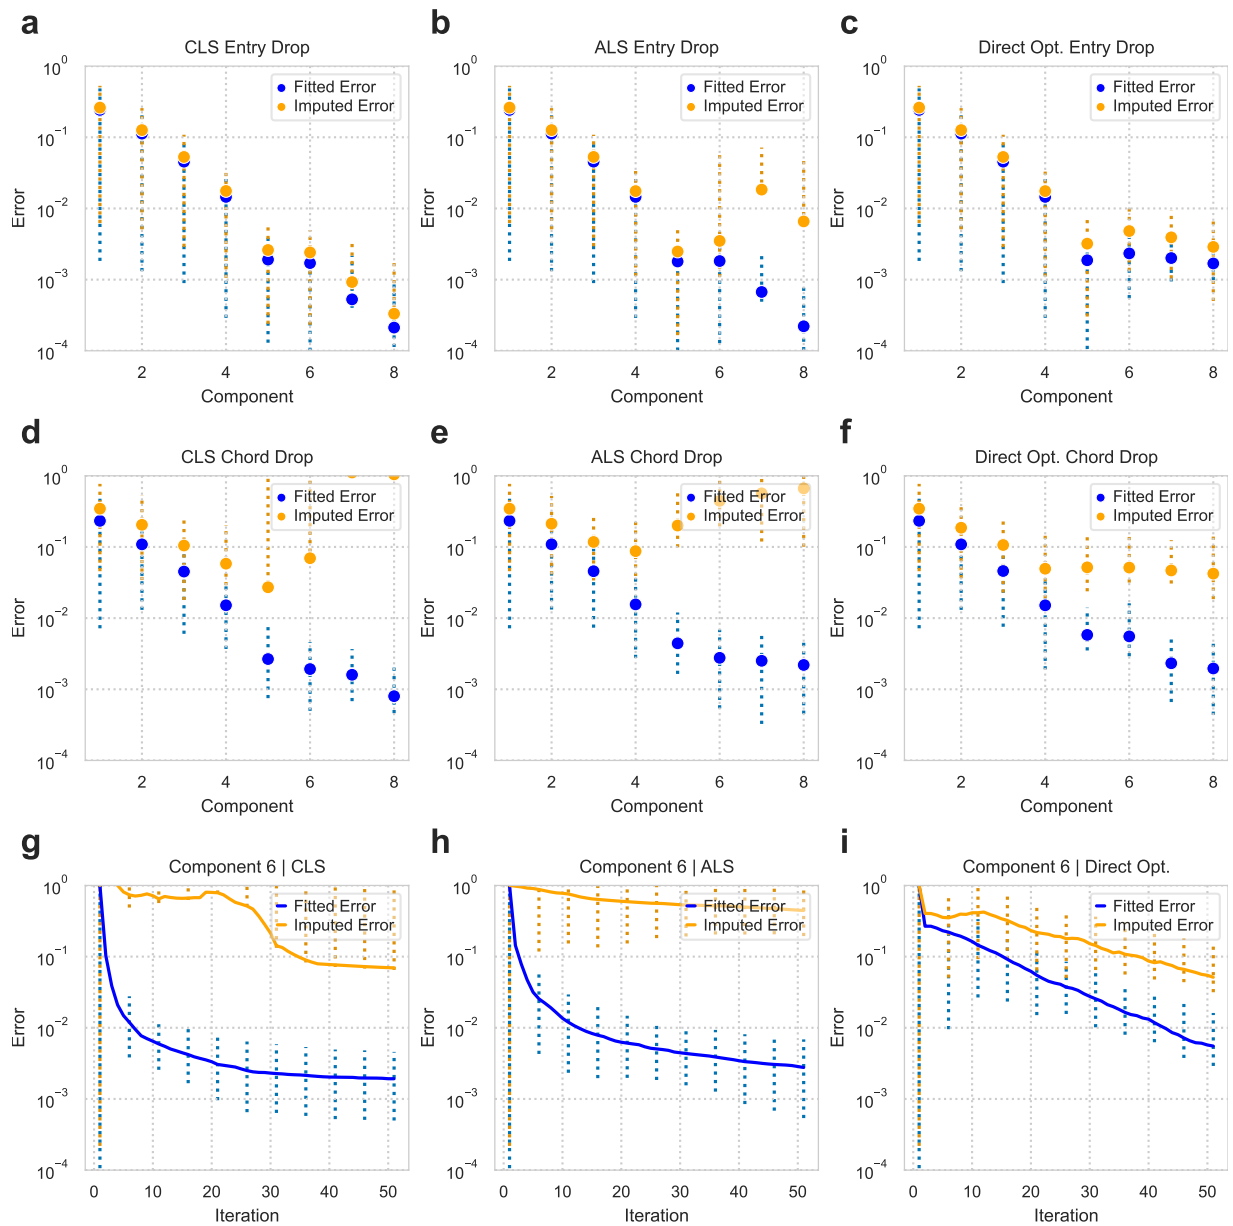 a
CLS Entry Drop
Fitted Error
Imputed Error
10^0
10^−1
10^−2
10^−3
10^−4
Error
2 4 6 8
Component
b
ALS Entry Drop
Fitted Error
Imputed Error
10^0
10^−1
10^−2
10^−3
10^−4
Error
2 4 6 8
Component
c
Direct Opt. Entry Drop
Fitted Error
Imputed Error
10^0
10^−1
10^−2
10^−3
10^−4
Error
2 4 6 8
Component
d
CLS Chord Drop
Fitted Error
Imputed Error
10^0
10^−1
10^−2
10^−3
10^−4
Error
2 4 6 8
Component
e
ALS Chord Drop
Fitted Error
Imputed Error
10^0
10^−1
10^−2
10^−3
10^−4
Error
2 4 6 8
Component
f
Direct Opt. Chord Drop
Fitted Error
Imputed Error
10^0
10^−1
10^−2
10^−3
10^−4
Error
2 4 6 8
Component
g
Component 6 | CLS
Fitted Error
Imputed Error
10^0
10^−1
10^−2
10^−3
10^−4
Error
0 10 20 30 40 50
Iteration
h
Component 6 | ALS
Fitted Error
Imputed Error
10^0
10^−1
10^−2
10^−3
10^−4
Error
0 10 20 30 40 50
Iteration
i
Component 6 | Direct Opt.
Fitted Error
Imputed Error
10^0
10^−1
10^−2
10^−3
10^−4
Error
0 10 20 30 40 50
Iteration